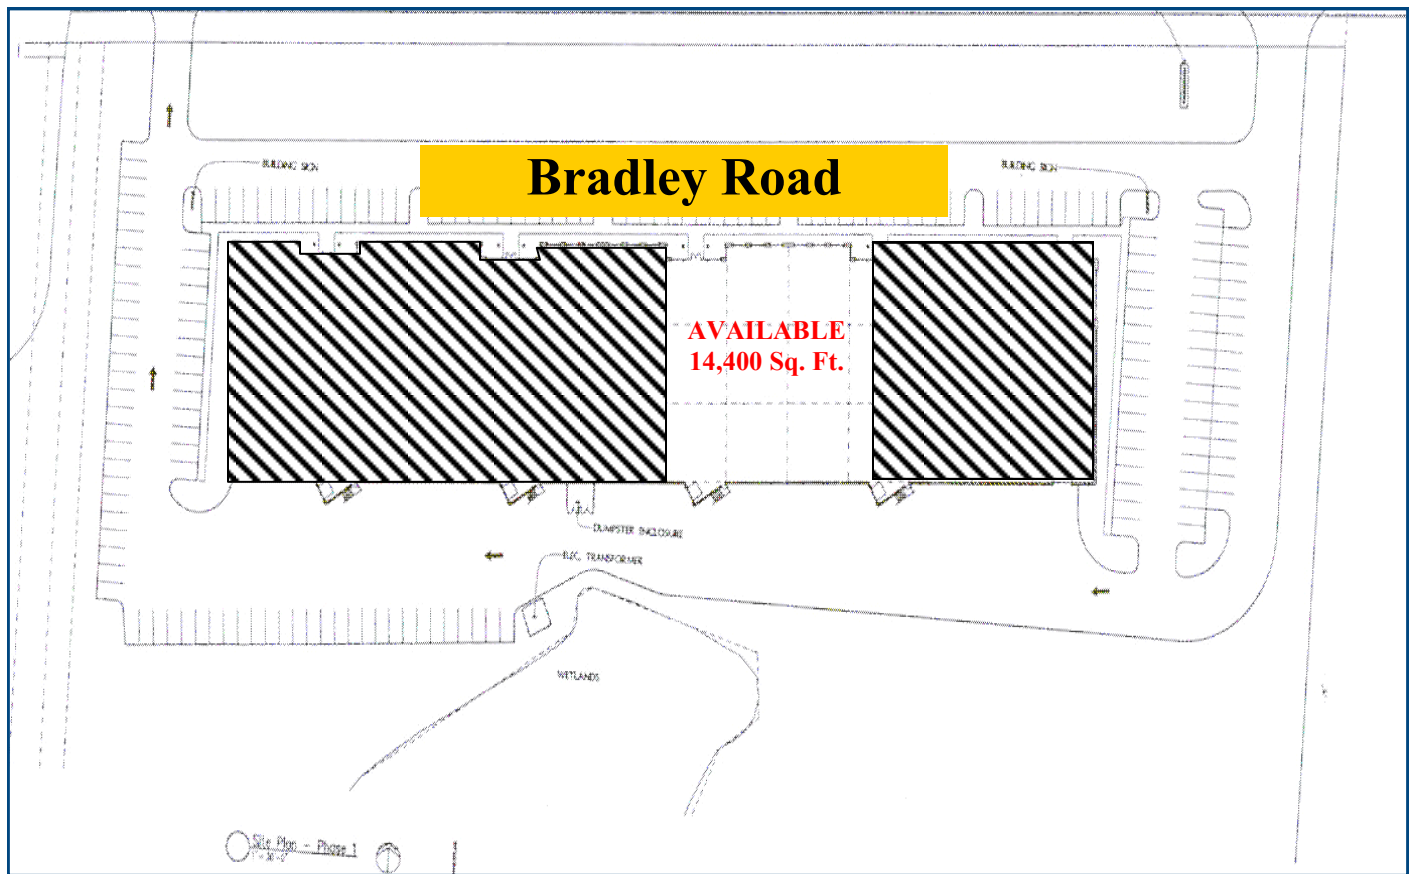 BUILDING SIGN
BUILDING SIGN
Bradley Road
AVAILABLE
14,400 Sq. Ft.
DUMPSTER ENCLOSURE
ELEC. TRANSFORMER
WETLANDS
Site Plan - Phase 1